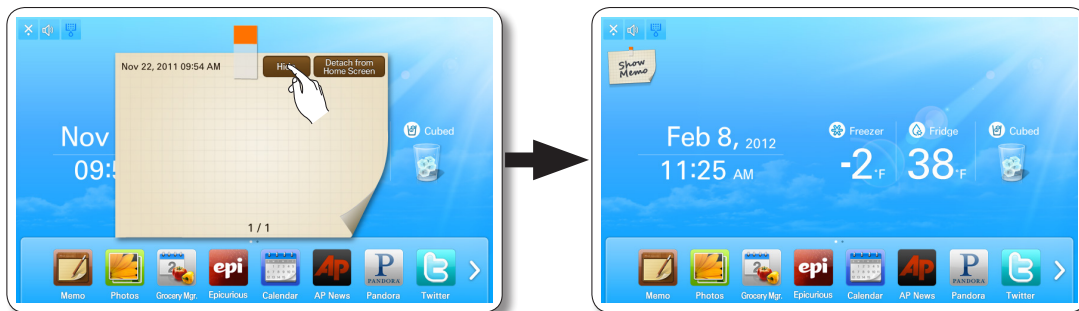 Nov 22, 2011 09:54 AM
Detach from
Home Screen
Nov
Cubed
09:
1 / 1
epi
AP
P
PANDORA
Memo
Photos
Grocery Mgr.
Epicurious
Calendar
AP News
Pandora
Twitter
Show
Memo
Feb 8, 2012
Freezer
Fridge
Cubed
11:25 AM
-2°F
38°F
epi
AP
P
PANDORA
Memo
Photos
Grocery Mgr.
Epicurious
Calendar
AP News
Pandora
Twitter